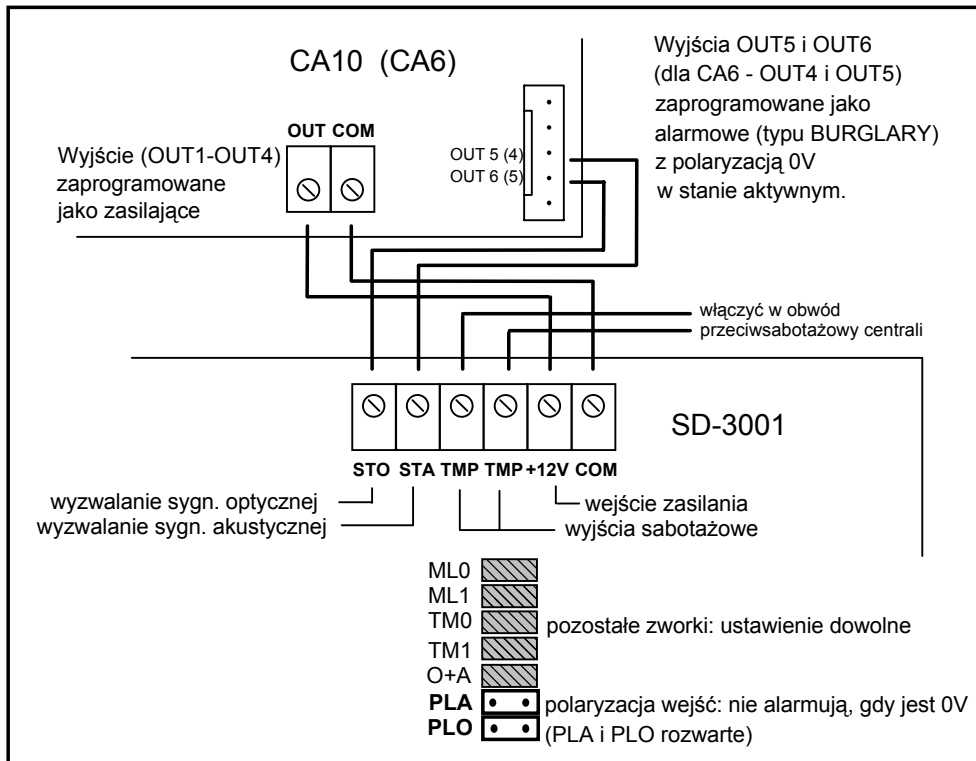 CA10 (CA6)
OUT COM
Wyjście (OUT1-OUT4)
zaprogramowane
jako zasilające
OUT 5 (4)
OUT 6 (5)
Wyjścia OUT5 i OUT6
(dla CA6 - OUT4 i OUT5)
zaprogramowane jako
alarmowe (typu BURGLARY)
z polaryzacją 0V
w stanie aktywnym.
włączyć w obwód
przeciwsabotażowy centrali
SD-3001
STO STA TMP TMP +12V COM
wyzwalanie sygn. optycznej
wyzwalanie sygn. akustycznej
wejście zasilania
wyjścia sabotażowe
ML0
ML1
TM0
TM1
O+A
PLA
PLO
pozostałe zworki: ustawienie dowolne
polaryzacja wejść: nie alarmują, gdy jest 0V
(PLA i PLO rozwarte)